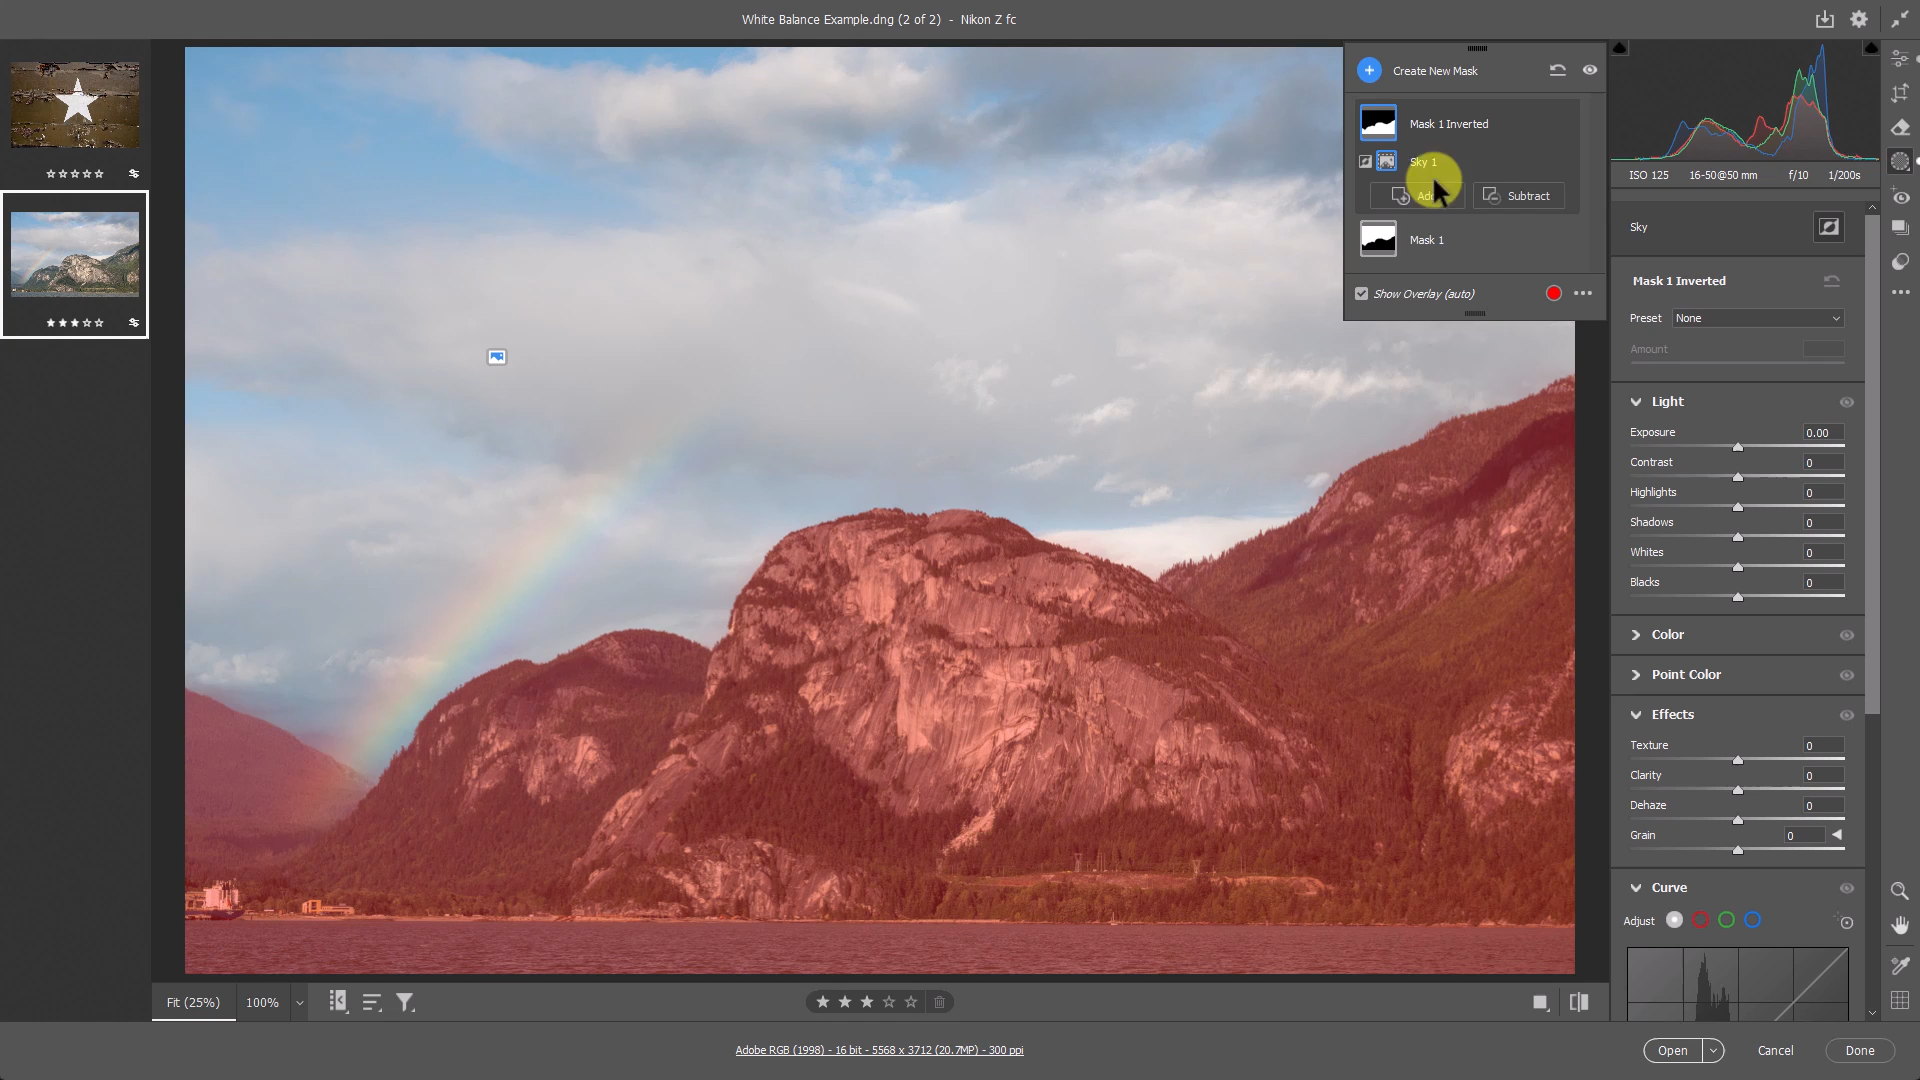 White Balance Example.dng (2 of 2) - Nikon Z fc
Create New Mask
Mask 1 Inverted
Sky 1
Subtract
Mask 1
Show Overlay (auto)
ISO 125 16-50@50 mm f/10 1/200s
Sky
Mask 1 Inverted
Preset None
Amount
Light
Exposure 0.00
Contrast 0
Highlights 0
Shadows 0
Whites 0
Blacks 0
Color
Point Color
Effects
Texture 0
Clarity 0
Dehaze 0
Grain 0
Curve
Adjust
Fit (25%) 100%
Adobe RGB (1998) - 16 bit - 5568 x 3712 (20.7MP) - 300 ppi
Open Cancel Done